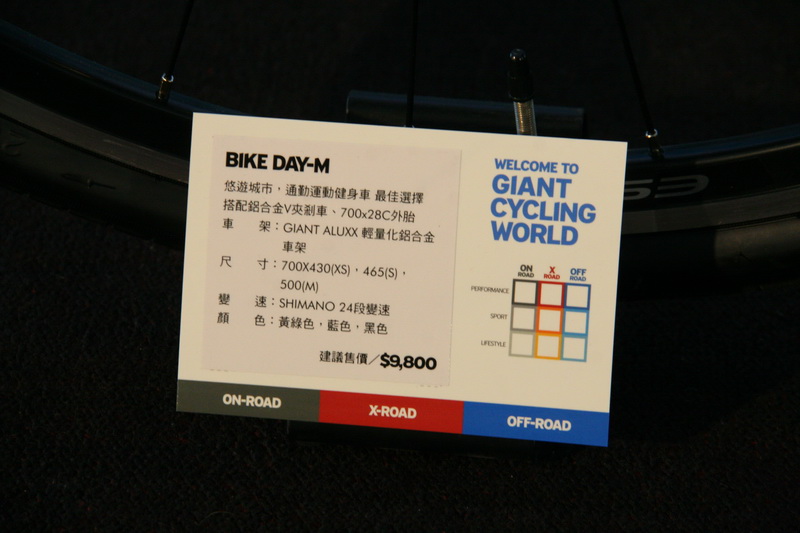 BIKE DAY-M
悠遊城市，通勤運動健身車 最佳選擇
搭配鋁合金V夾剎車、700x28C外胎
車 架：GIANT ALUXX 輕量化鋁合金
車架
尺 寸：700X430(XS)，465(S)，
500(M)
變 速：SHIMANO 24段變速
顏 色：黃綠色，藍色，黑色
建議售價／$9,800
WELCOME TO
GIANT
CYCLING
WORLD
ON ROAD
X ROAD
OFF ROAD
PERFORMANCE
SPORT
LIFESTYLE
ON-ROAD
X-ROAD
OFF-ROAD